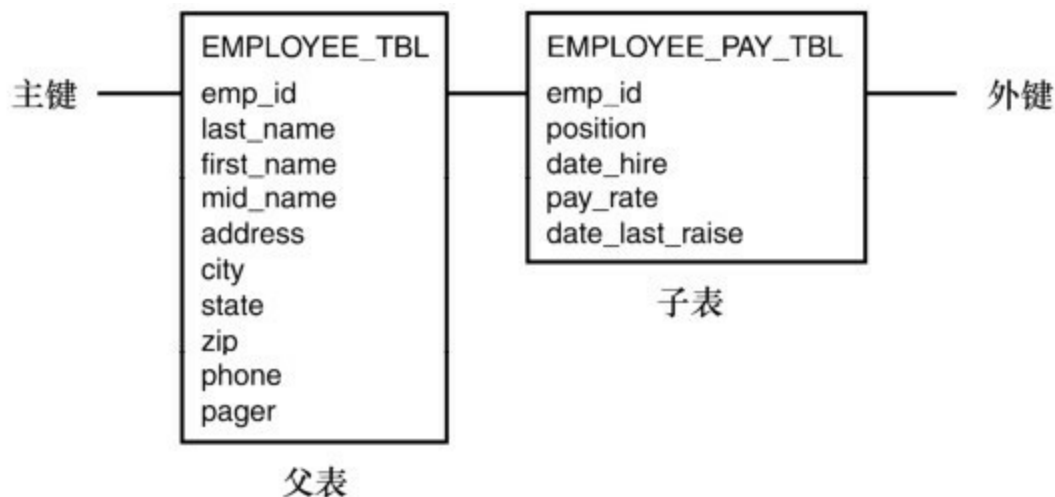 主键
EMPLOYEE_TBL
emp_id
last_name
first_name
mid_name
address
city
state
zip
phone
pager
父表
EMPLOYEE_PAY_TBL
emp_id
position
date_hire
pay_rate
date_last_raise
子表
外键